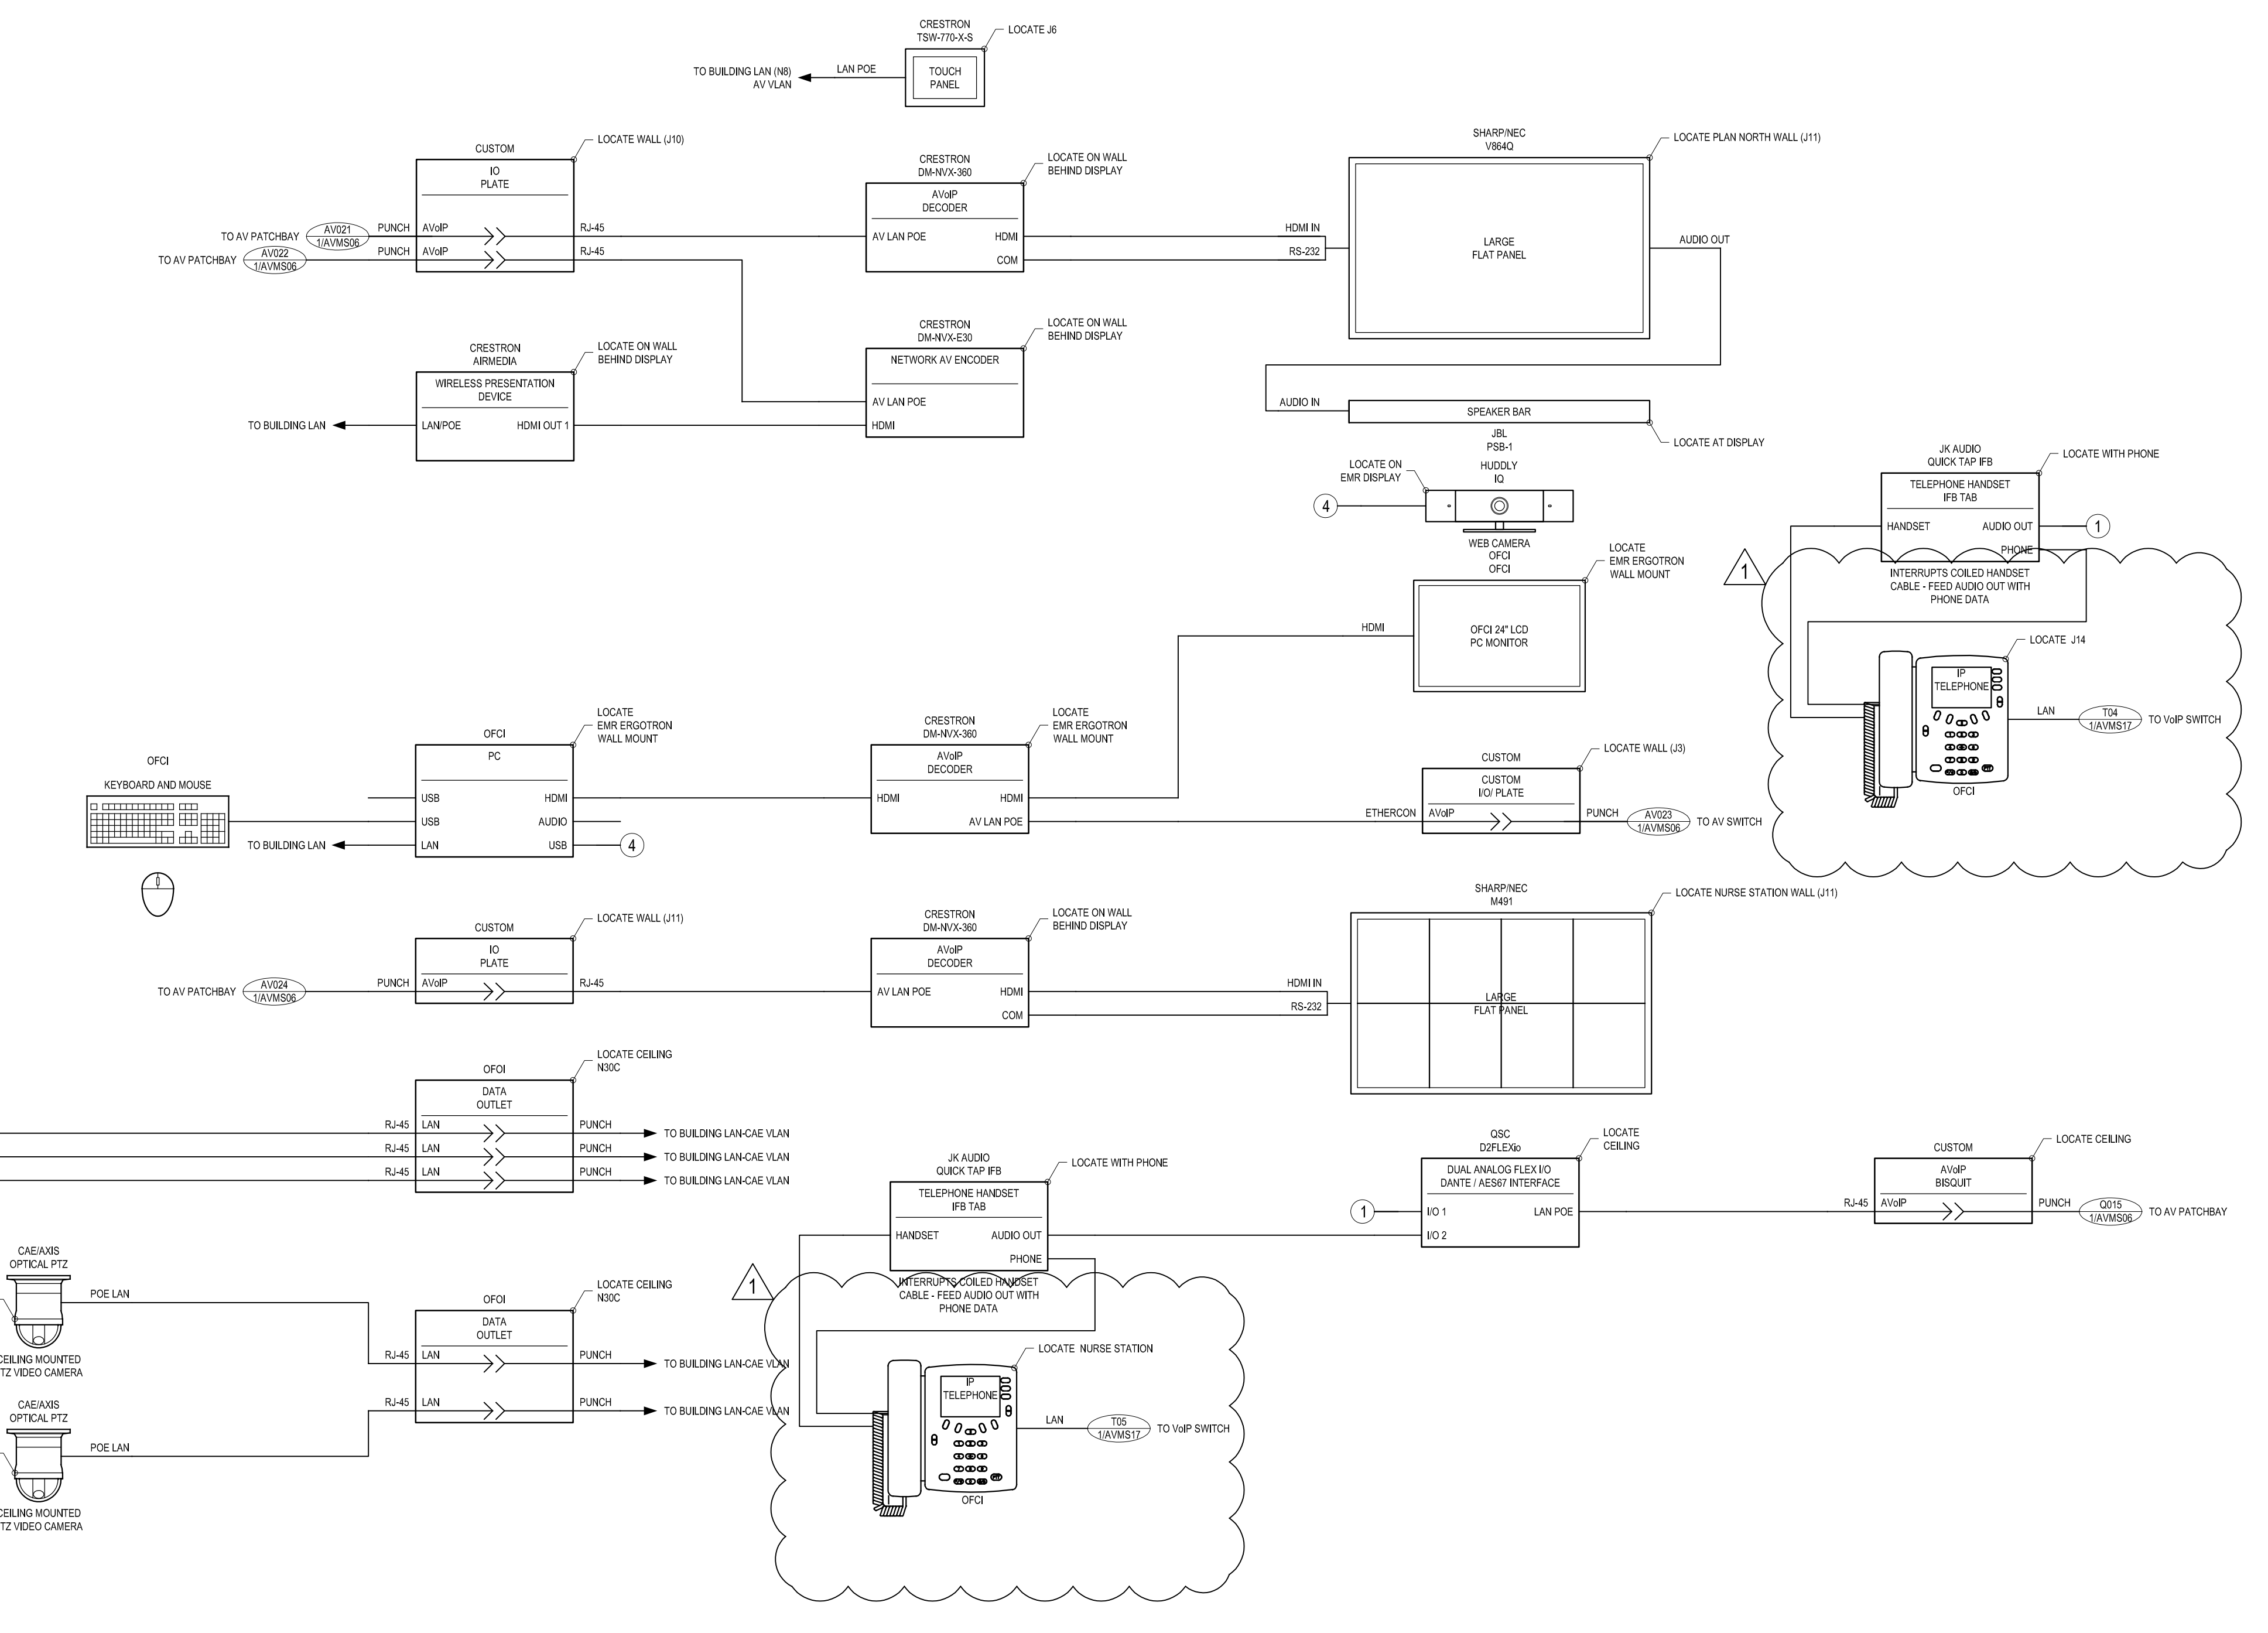 CRESTRON
TSW-770-X-S
LOCATE J6
TO BUILDING LAN (N8)
AV VLAN
LAN POE
TOUCH
PANEL
CUSTOM
LOCATE WALL (J10)
IO
PLATE
TO AV PATCHBAY
AV021
1/AVMS06
PUNCH
AVoIP
RJ-45
TO AV PATCHBAY
AV022
1/AVMS06
PUNCH
AVoIP
RJ-45
CRESTRON
DM-NVX-360
LOCATE ON WALL
BEHIND DISPLAY
AVoIP
DECODER
AV LAN POE
HDMI
COM
SHARP/NEC
V864Q
LOCATE PLAN NORTH WALL (J11)
HDMI IN
RS-232
LARGE
FLAT PANEL
AUDIO OUT
CRESTRON
AIRMEDIA
LOCATE ON WALL
BEHIND DISPLAY
WIRELESS PRESENTATION
DEVICE
TO BUILDING LAN
LAN/POE
HDMI OUT 1
CRESTRON
DM-NVX-E30
LOCATE ON WALL
BEHIND DISPLAY
NETWORK AV ENCODER
AV LAN POE
HDMI
AUDIO IN
SPEAKER BAR
JBL
PSB-1
LOCATE AT DISPLAY
HUDDLY
IQ
LOCATE ON
EMR DISPLAY
4
WEB CAMERA
OFCI
OFCI
LOCATE
EMR ERGOTRON
WALL MOUNT
HDMI
OFCI 24" LCD
PC MONITOR
JK AUDIO
QUICK TAP IFB
LOCATE WITH PHONE
TELEPHONE HANDSET
IFB TAB
HANDSET
AUDIO OUT
1
PHONE
1
INTERRUPTS COILED HANDSET
CABLE - FEED AUDIO OUT WITH
PHONE DATA
LOCATE J14
IP
TELEPHONE
LAN
T04
1/AVMS17
TO VoIP SWITCH
OFCI
OFCI
KEYBOARD AND MOUSE
OFCI
LOCATE
EMR ERGOTRON
WALL MOUNT
PC
USB
HDMI
USB
AUDIO
TO BUILDING LAN
LAN
USB
4
CRESTRON
DM-NVX-360
LOCATE
EMR ERGOTRON
WALL MOUNT
AVoIP
DECODER
HDMI
HDMI
AV LAN POE
CUSTOM
LOCATE WALL (J3)
CUSTOM
I/O/ PLATE
ETHERCON
AVoIP
PUNCH
AV023
1/AVMS06
TO AV SWITCH
CUSTOM
LOCATE WALL (J11)
IO
PLATE
TO AV PATCHBAY
AV024
1/AVMS06
PUNCH
AVoIP
RJ-45
CRESTRON
DM-NVX-360
LOCATE ON WALL
BEHIND DISPLAY
AVoIP
DECODER
AV LAN POE
HDMI
COM
SHARP/NEC
M491
LOCATE NURSE STATION WALL (J11)
HDMI IN
RS-232
LARGE
FLAT PANEL
OFOI
LOCATE CEILING
N30C
DATA
OUTLET
RJ-45
LAN
PUNCH
TO BUILDING LAN-CAE VLAN
RJ-45
LAN
PUNCH
TO BUILDING LAN-CAE VLAN
RJ-45
LAN
PUNCH
TO BUILDING LAN-CAE VLAN
JK AUDIO
QUICK TAP IFB
LOCATE WITH PHONE
TELEPHONE HANDSET
IFB TAB
HANDSET
AUDIO OUT
PHONE
1
INTERRUPTS COILED HANDSET
CABLE - FEED AUDIO OUT WITH
PHONE DATA
LOCATE NURSE STATION
IP
TELEPHONE
LAN
T05
1/AVMS17
TO VoIP SWITCH
OFCI
QSC
D2FLEXio
LOCATE
CEILING
DUAL ANALOG FLEX I/O
DANTE / AES67 INTERFACE
1
I/O 1
LAN POE
I/O 2
CUSTOM
LOCATE CEILING
AVoIP
BISQUIT
RJ-45
AVoIP
PUNCH
Q015
1/AVMS06
TO AV PATCHBAY
CAE/AXIS
OPTICAL PTZ
POE LAN
CEILING MOUNTED
TZ VIDEO CAMERA
OFOI
LOCATE CEILING
N30C
DATA
OUTLET
RJ-45
LAN
PUNCH
TO BUILDING LAN-CAE VLAN
RJ-45
LAN
PUNCH
TO BUILDING LAN-CAE VLAN
CAE/AXIS
OPTICAL PTZ
POE LAN
CEILING MOUNTED
TZ VIDEO CAMERA